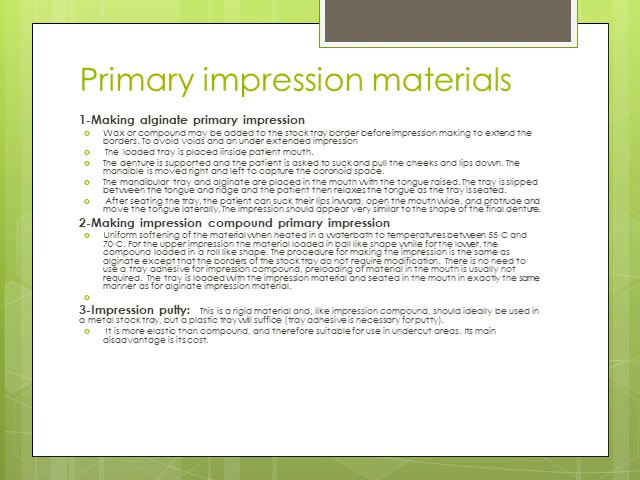 Primary impression materials
1-Making alginate primary impression
Wax or compound may be added to the stock tray border before impression making to extend the
borders. To avoid voids and an under extended impression
The loaded tray is placed iinside patient mouth.
The denture is supported and the patient is asked to suck and pull the cheeks and lips down. The
mandible is moved right and left to capture the coronoid space.
The mandibular tray and alginate are placed in the mouth with the tongue raised. The tray is slipped
between the tongue and ridge and the patient then relaxes the tongue as the tray is seated.
After seating the tray, the patient can suck their lips inward, open the mouth wide, and protrude and
move the tongue laterally. The impression should appear very similar to the shape of the final denture.
2-Making impression compound primary impression
Uniform softening of the material when heated in a waterbath to temperatures between 55 C and
70 C. For the upper impression the material loaded in ball like shape while for the lower, the
compound loaded in a roll like shape. The procedure for making the impression is the same as
alginate except that the borders of the stock tray do not require modification. There is no need to
use a tray adhesive for impression compound, preloading of material in the mouth is usually not
required. The tray is loaded with the impression material and seated in the mouth in exactly the same
manner as for alginate impression material.
3-Impression putty: This is a rigid material and, like impression compound, should ideally be used in
a metal stock tray, but a plastic tray will suffice (tray adhesive is necessary for putty).
It is more elastic than compound, and therefore suitable for use in undercut areas. Its main
disadvantage is its cost.